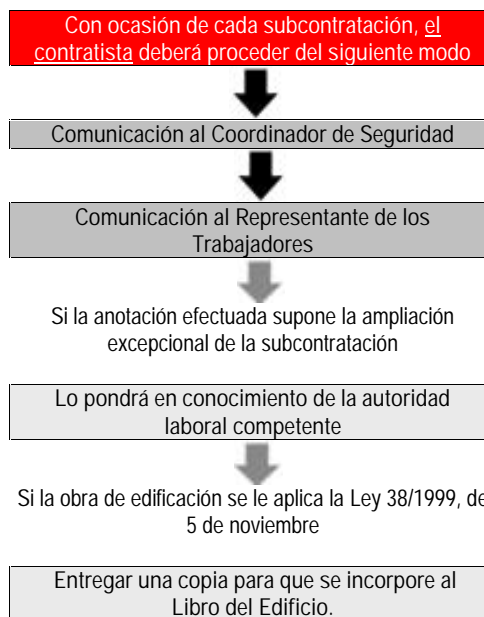 Con ocasión de cada subcontratación, el
contratista deberá proceder del siguiente modo
Comunicación al Coordinador de Seguridad
Comunicación al Representante de los
Trabajadores
Si la anotación efectuada supone la ampliación
excepcional de la subcontratación
Lo pondrá en conocimiento de la autoridad
laboral competente
Si la obra de edificación se le aplica la Ley 38/1999, de
5 de noviembre
Entregar una copia para que se incorpore al
Libro del Edificio.